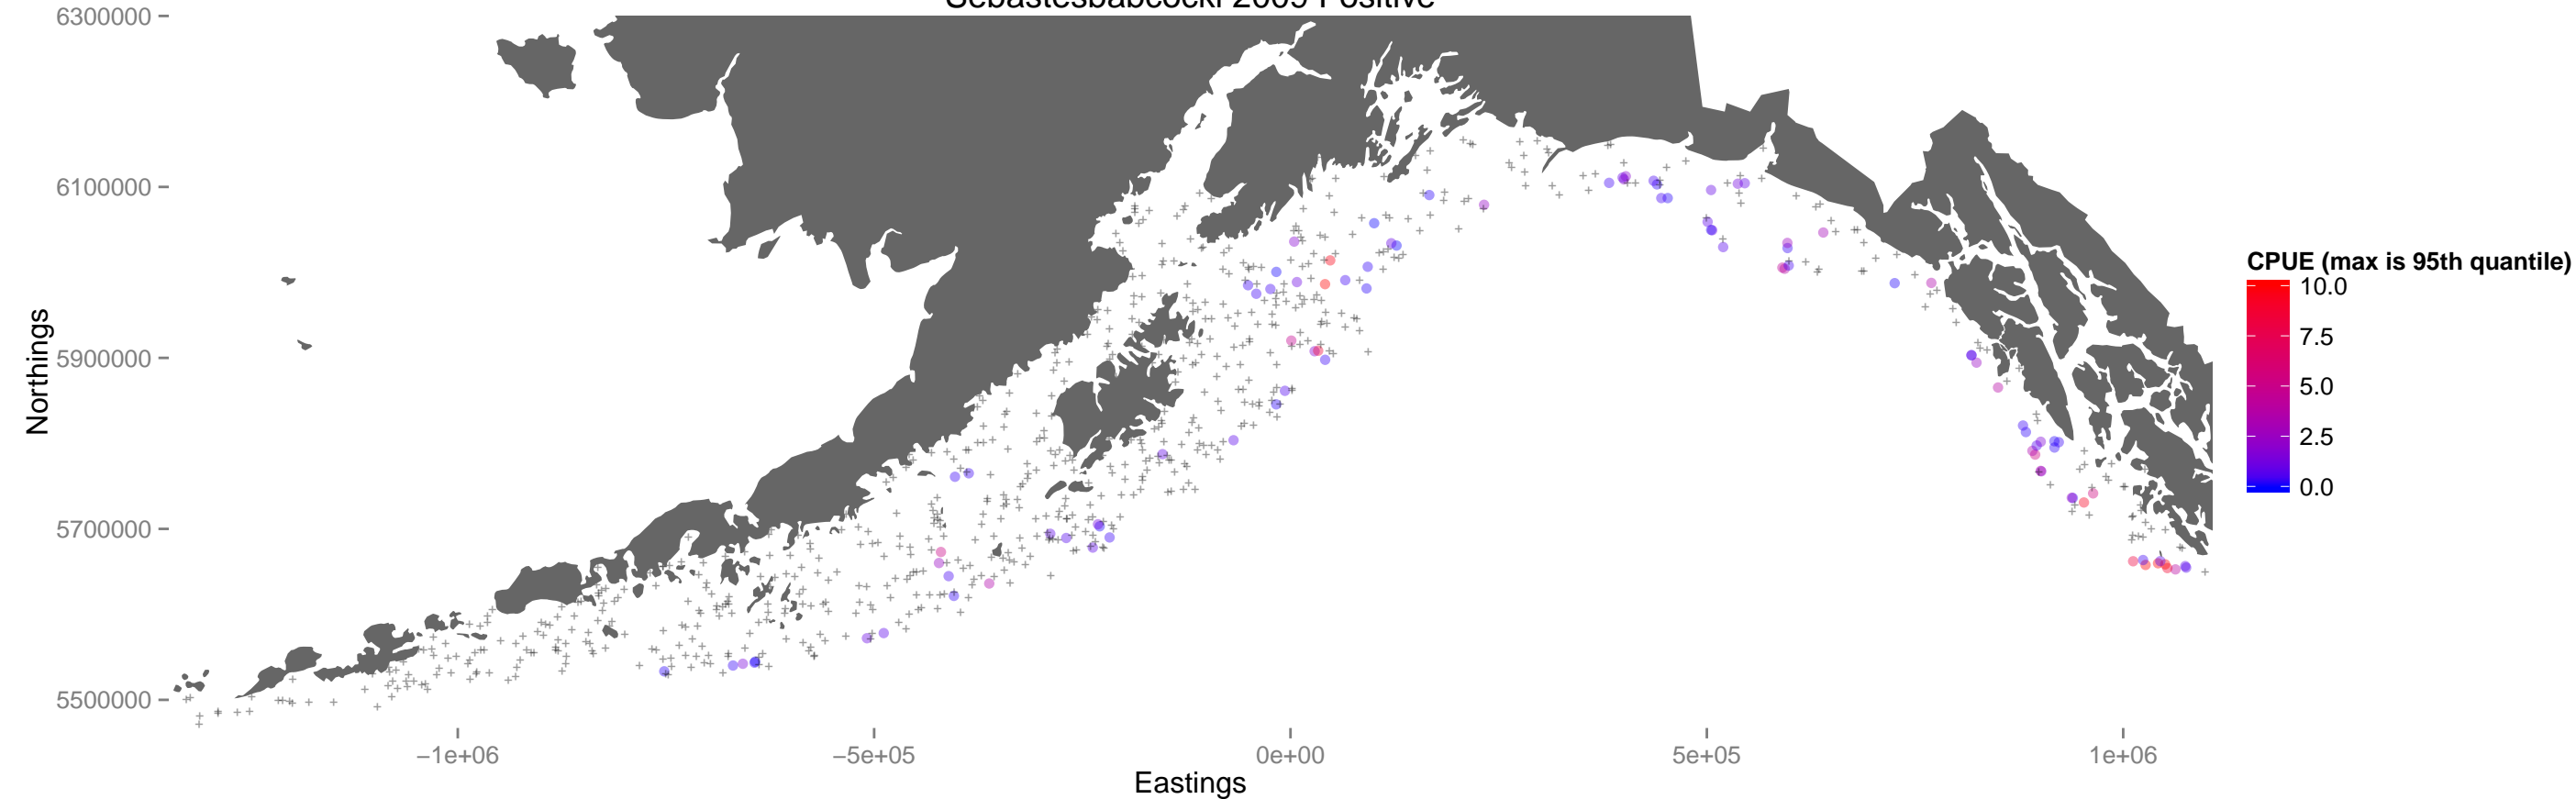 Sebastesbabcocki 2009 Positive
6300000
6100000
5900000
5700000
5500000
Northings
−1e+06
−5e+05
0e+00
5e+05
1e+06
Eastings
CPUE (max is 95th quantile)
10.0
7.5
5.0
2.5
0.0